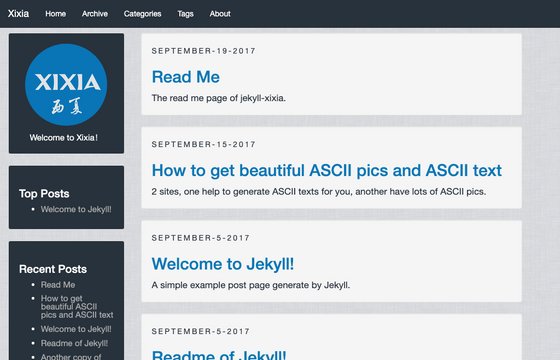 Xixia Home Archive Categories Tags About
XIXIA
西夏
Welcome to Xixia!
Top Posts
Welcome to Jekyll!
Recent Posts
Read Me
How to get
beautiful ASCII
pics and ASCII text
Welcome to Jekyll!
Readme of Jekyll!
Another copy of
SEPTEMBER-19-2017
Read Me
The read me page of jekyll-xixia.
SEPTEMBER-15-2017
How to get beautiful ASCII pics and ASCII text
2 sites, one help to generate ASCII texts for you, another have lots of ASCII pics.
SEPTEMBER-5-2017
Welcome to Jekyll!
A simple example post page generate by Jekyll.
SEPTEMBER-5-2017
Readme of Jekyll!